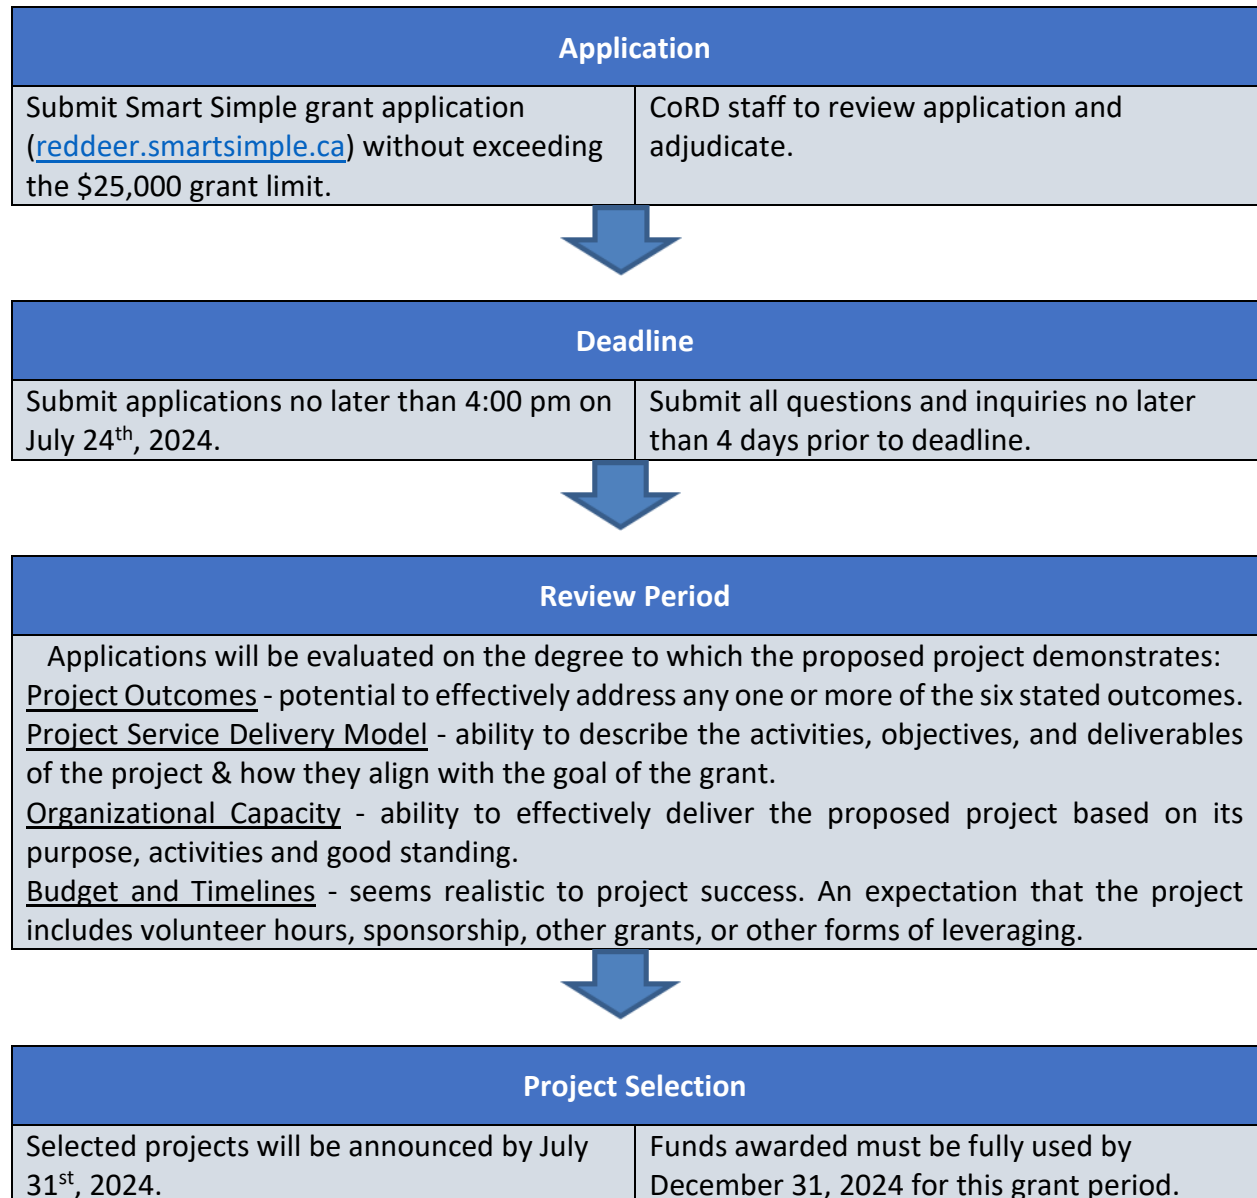 Application
Submit Smart Simple grant application
(reddeer.smartsimple.ca) without exceeding
the $25,000 grant limit.
CoRD staff to review application and
adjudicate.
Deadline
Submit applications no later than 4:00 pm on
July 24th, 2024.
Submit all questions and inquiries no later
than 4 days prior to deadline.
Review Period
Applications will be evaluated on the degree to which the proposed project demonstrates:
Project Outcomes - potential to effectively address any one or more of the six stated outcomes.
Project Service Delivery Model - ability to describe the activities, objectives, and deliverables
of the project & how they align with the goal of the grant.
Organizational Capacity - ability to effectively deliver the proposed project based on its
purpose, activities and good standing.
Budget and Timelines - seems realistic to project success. An expectation that the project
includes volunteer hours, sponsorship, other grants, or other forms of leveraging.
Project Selection
Selected projects will be announced by July
31st, 2024.
Funds awarded must be fully used by
December 31, 2024 for this grant period.